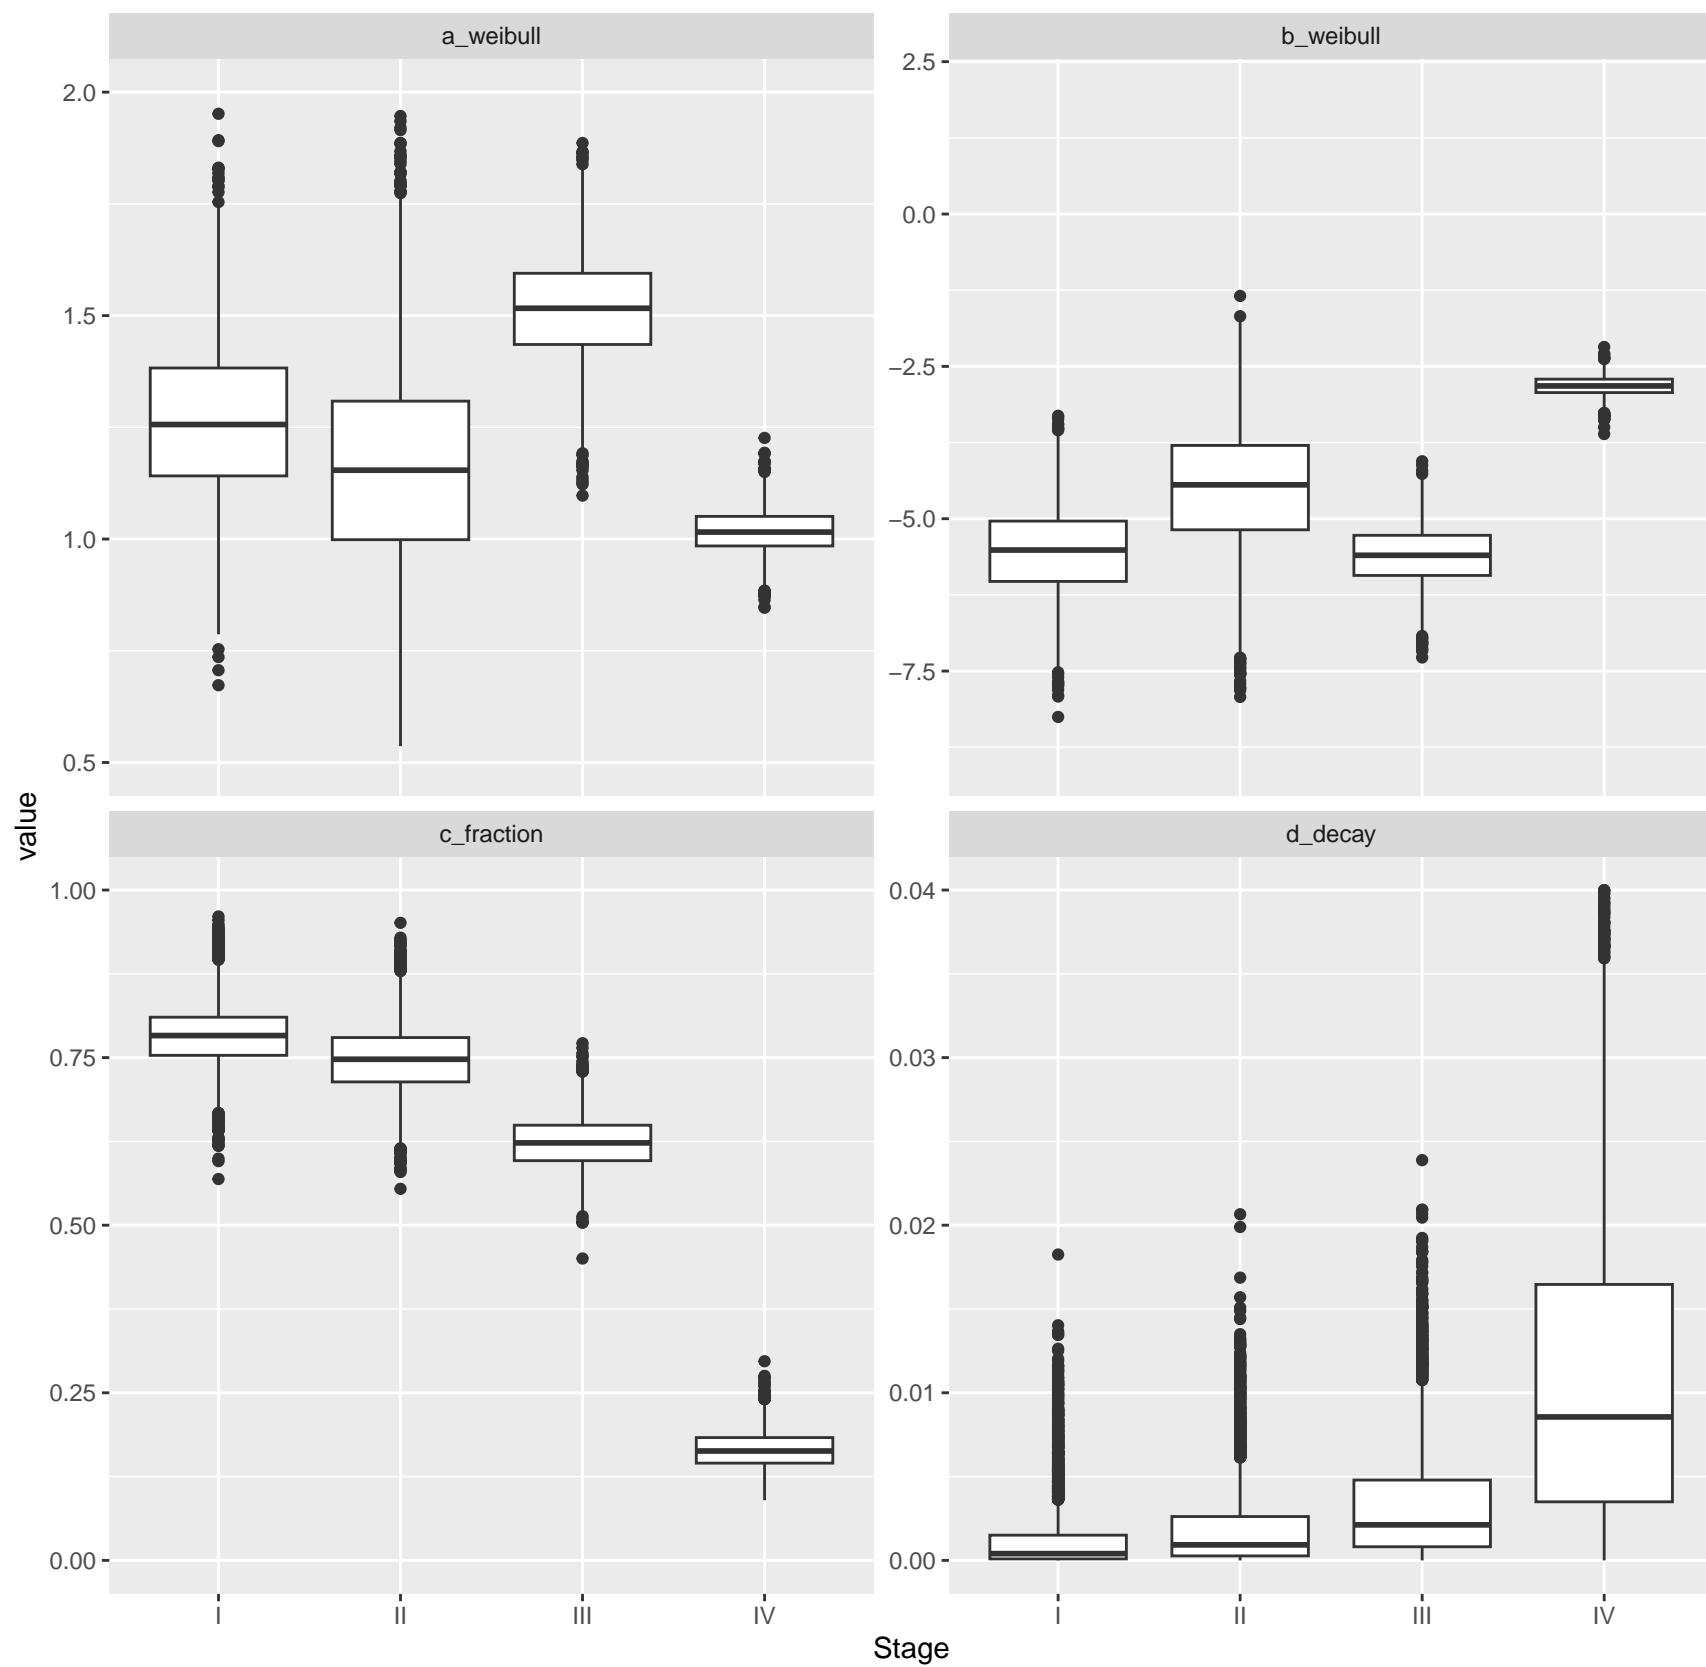 a_weibull
b_weibull
2.0
1.5
1.0
0.5
2.5
0.0
−2.5
−5.0
−7.5
value
c_fraction
d_decay
1.00
0.75
0.50
0.25
0.00
0.04
0.03
0.02
0.01
0.00
I II III IV
I II III IV
Stage